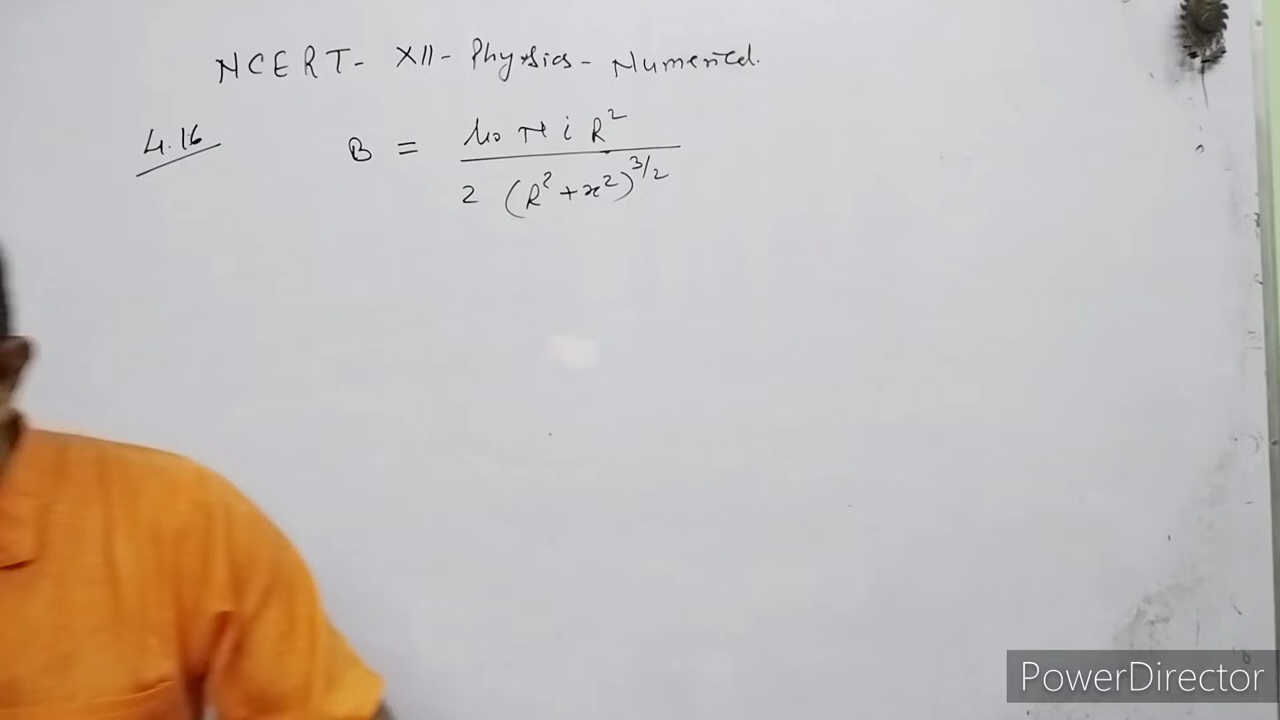 NCERT- XII- Physics- Numerical.
4.16
B = μ₀ N i R² / 2 (R² + x²)^3/2
PowerDirector